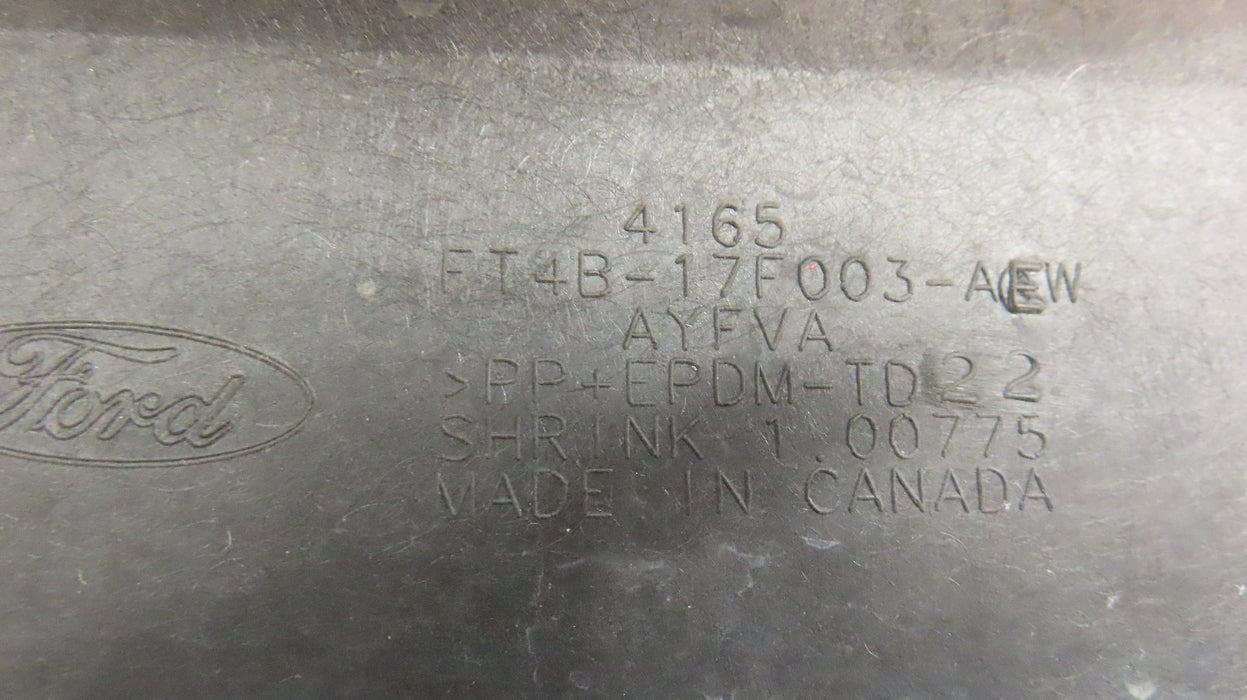 4165
FT4B-17F003-AEW
AYFVA
>PP+EPDM-TD22
SHRINK 1.00775
MADE IN CANADA
Ford